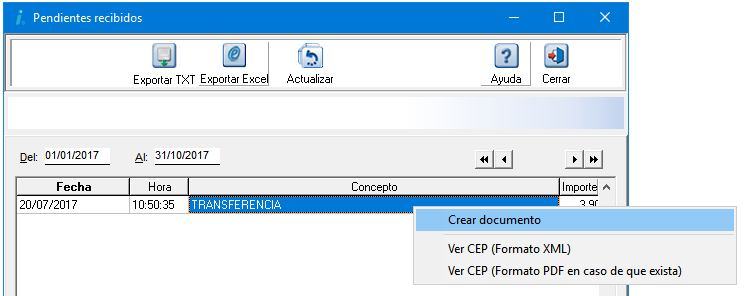 Pendientes recibidos
Exportar TXT Exportar Excel Actualizar Ayuda Cerrar
Del: 01/01/2017 Al: 31/10/2017
Fecha Hora Concepto Importe
20/07/2017 10:50:35 TRANSFERENCIA 3,90
Crear documento
Ver CEP (Formato XML)
Ver CEP (Formato PDF en caso de que exista)